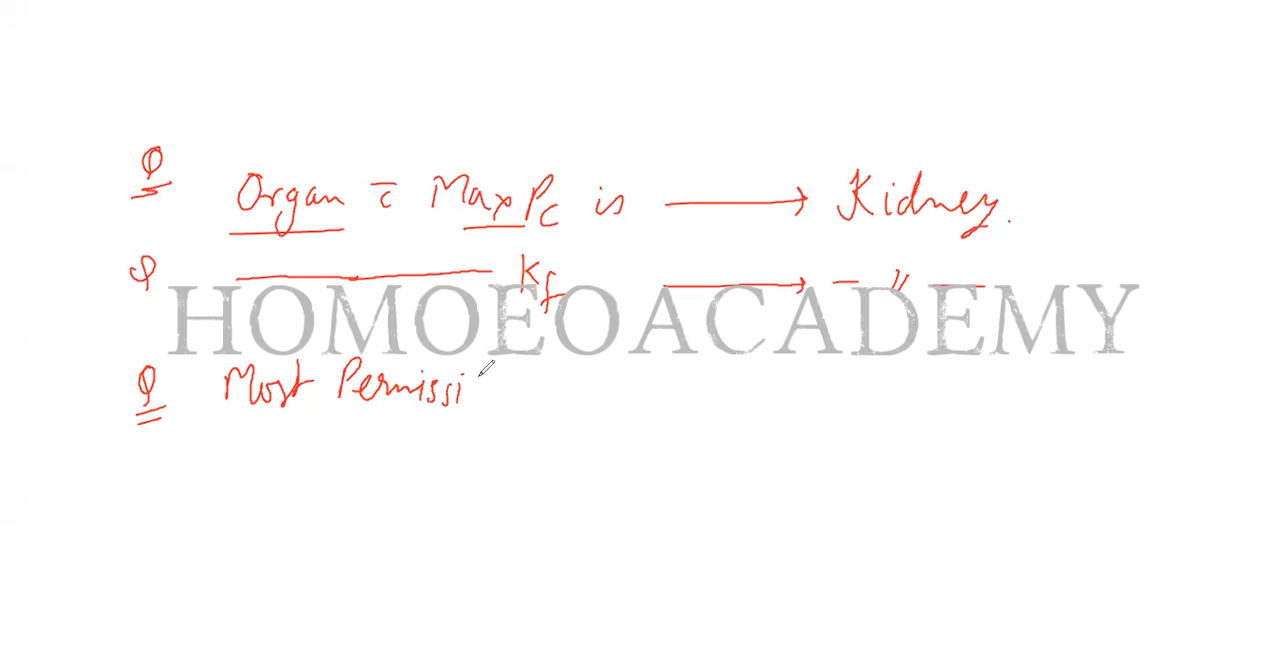 Q Organ c̄ Max Pc is → Kidney.
Q ——— Kf → — " —
HOMOEOACADEMY
Q Most Permissi